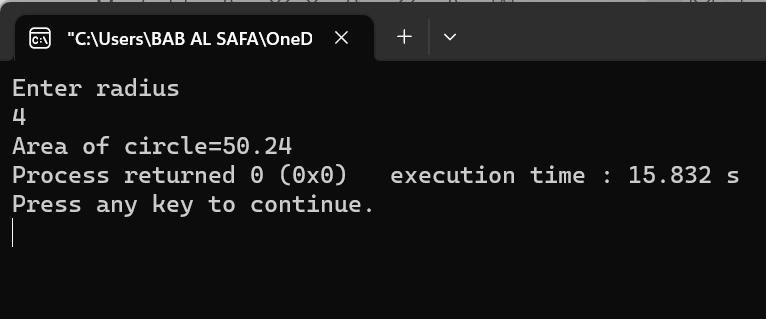 "C:\Users\BAB AL SAFA\OneD
Enter radius
4
Area of circle=50.24
Process returned 0 (0x0)   execution time : 15.832 s
Press any key to continue.